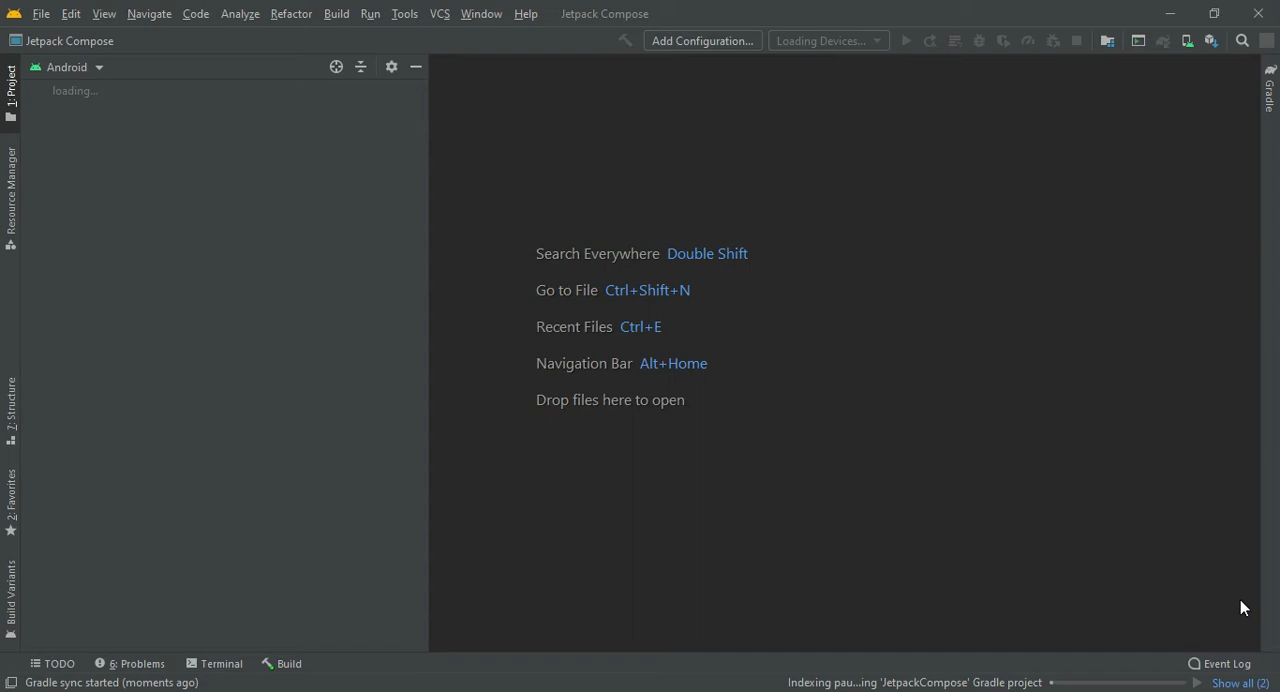 File Edit View Navigate Code Analyze Refactor Build Run Tools VCS Window Help Jetpack Compose
Jetpack Compose Add Configuration... Loading Devices...
Android
loading...
1: Project
Resource Manager
7: Structure
2: Favorites
Build Variants
Search Everywhere Double Shift
Go to File Ctrl+Shift+N
Recent Files Ctrl+E
Navigation Bar Alt+Home
Drop files here to open
Gradle
TODO 6: Problems Terminal Build Event Log
Gradle sync started (moments ago) Indexing pau...ing 'JetpackCompose' Gradle project Show all (2)